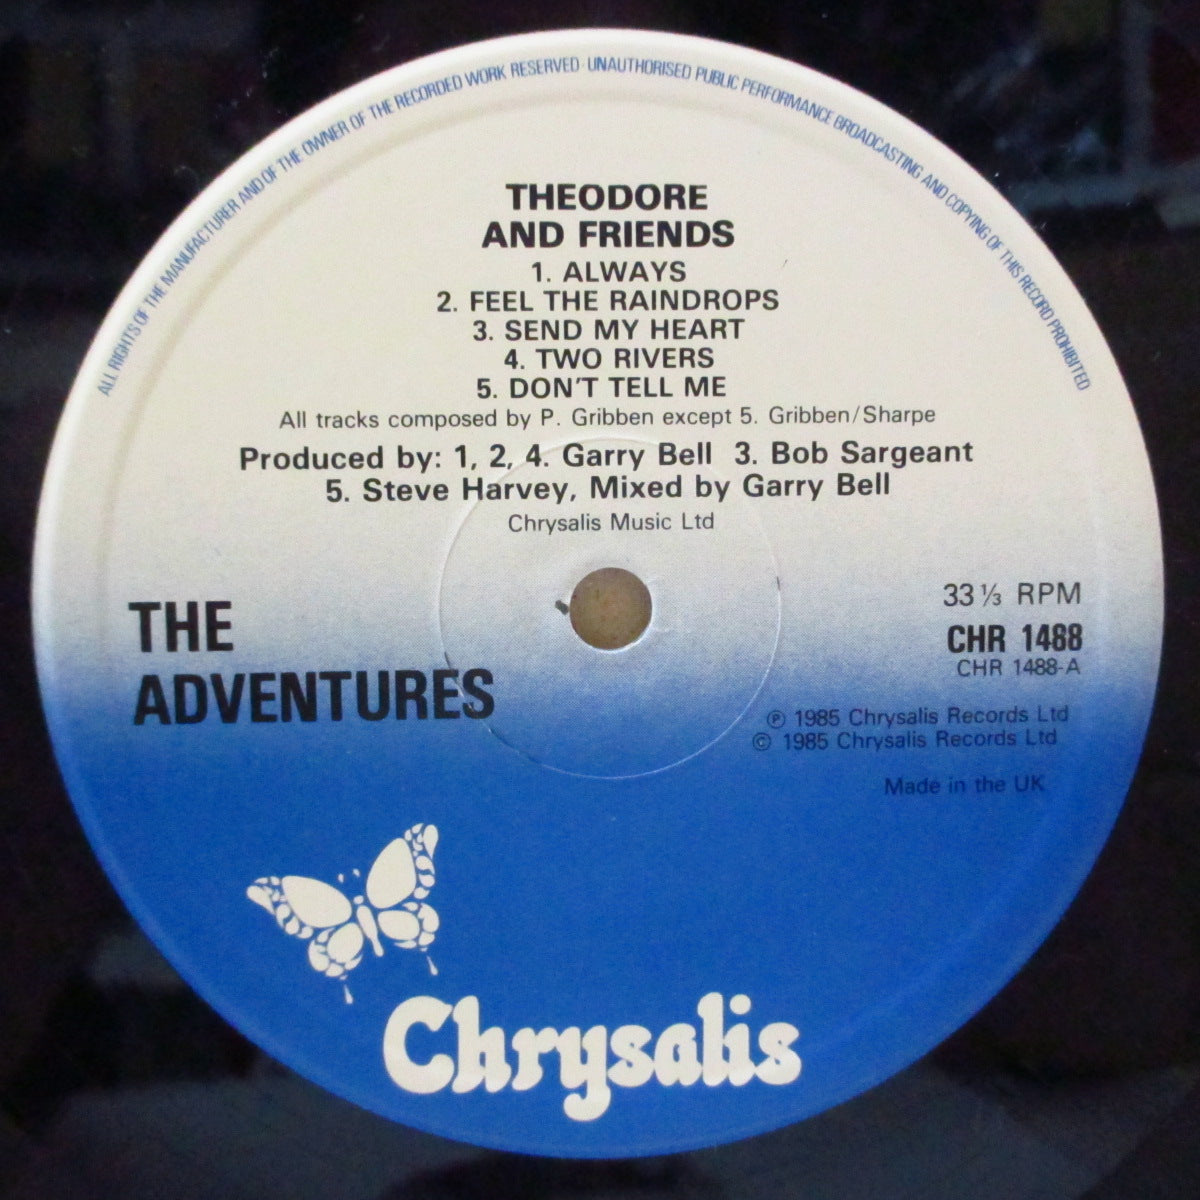 ALL RIGHTS OF THE MANUFACTURER AND OF THE OWNER OF THE RECORDED WORK RESERVED · UNAUTHORISED PUBLIC PERFORMANCE BROADCASTING AND COPYING OF THIS RECORD PROHIBITED
THEODORE
AND FRIENDS
1. ALWAYS
2. FEEL THE RAINDROPS
3. SEND MY HEART
4. TWO RIVERS
5. DON'T TELL ME
All tracks composed by P. Gribben except 5. Gribben/Sharpe
Produced by: 1, 2, 4. Garry Bell 3. Bob Sargeant
5. Steve Harvey, Mixed by Garry Bell
Chrysalis Music Ltd
THE
ADVENTURES
33 ⅓ RPM
CHR 1488
CHR 1488-A
℗ 1985 Chrysalis Records Ltd
© 1985 Chrysalis Records Ltd
Made in the UK
Chrysalis